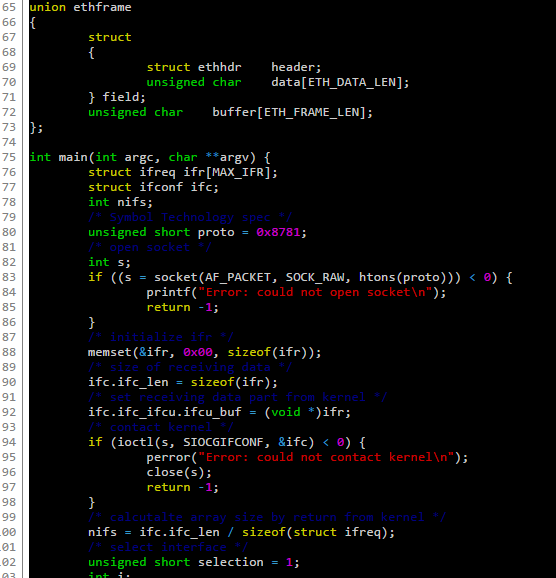 65 union ethframe
66 {
67 struct
68 {
69 struct ethhdr header;
70 unsigned char data[ETH_DATA_LEN];
71 } field;
72 unsigned char buffer[ETH_FRAME_LEN];
73 };
74
75 int main(int argc, char **argv) {
76 struct ifreq ifr[MAX_IFR];
77 struct ifconf ifc;
78 int nifs;
79 /* Symbol Technology spec */
80 unsigned short proto = 0x8781;
81 /* open socket */
82 int s;
83 if ((s = socket(AF_PACKET, SOCK_RAW, htons(proto))) < 0) {
84 printf("Error: could not open socket\n");
85 return -1;
86 }
87 /* initialize ifr */
88 memset(&ifr, 0x00, sizeof(ifr));
89 /* size of receiving data */
90 ifc.ifc_len = sizeof(ifr);
91 /* set receiving data part from kernel */
92 ifc.ifc_ifcu.ifcu_buf = (void *)ifr;
93 /* contact kernel */
94 if (ioctl(s, SIOCGIFCONF, &ifc) < 0) {
95 perror("Error: could not contact kernel\n");
96 close(s);
97 return -1;
98 }
99 /* calcutalte array size by return from kernel */
00 nifs = ifc.ifc_len / sizeof(struct ifreq);
01 /* select interface */
02 unsigned short selection = 1;
03 int i;